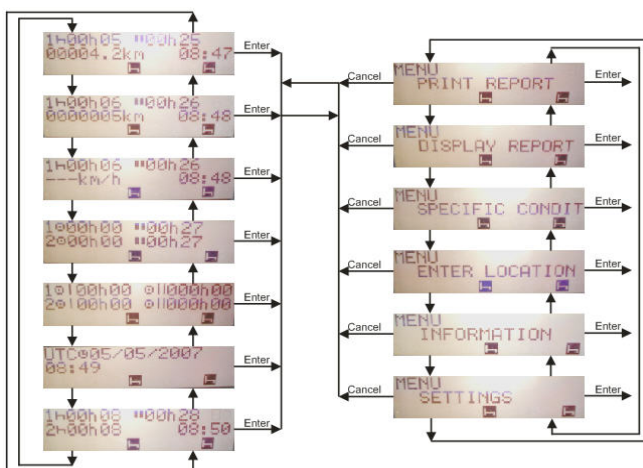 1h00h05 00h25
00004.2km 08:47
Enter
1h00h06 00h26
0000005km 08:48
Enter
1h00h06 00h26
---km/h 08:48
Enter
1 00h00 00h27
2 00h00 00h27
Enter
1 00h00 000h00
2 00h00 000h00
Enter
UTC 05/05/2007
08:49
Enter
1h00h08 00h28
2h00h08 08:50
Enter
Cancel
MENU
PRINT REPORT
Enter
Cancel
MENU
DISPLAY REPORT
Enter
Cancel
MENU
SPECIFIC CONDIT
Enter
Cancel
MENU
ENTER LOCATION
Enter
Cancel
MENU
INFORMATION
Enter
Cancel
MENU
SETTINGS
Enter